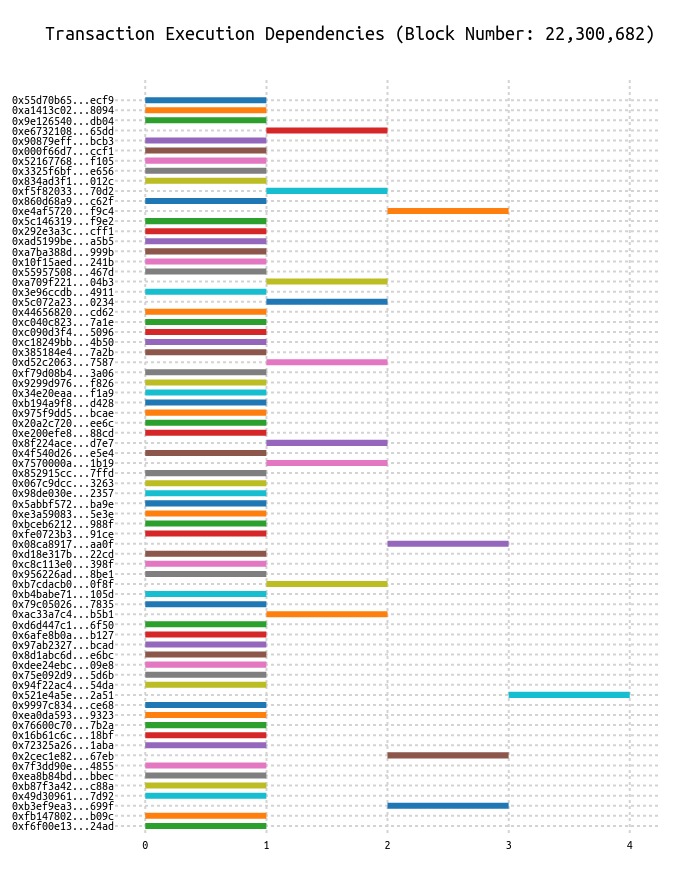 Transaction Execution Dependencies (Block Number: 22,300,682)
0x55d70b65...ecf9
0xa1413c02...8094
0x9e126540...db04
0xe6732108...65dd
0x90879eff...bcb3
0x000f66d7...ccf1
0x52167768...f105
0x3325f6bf...e656
0x834ad3f1...012c
0xf5f82033...70d2
0x860d68a9...c62f
0xe4af5720...f9c4
0x5c146319...f9e2
0x292e3a3c...cff1
0xad5199be...a5b5
0xa7ba388d...999b
0x10f15aed...241b
0x55957508...467d
0xa709f221...04b3
0x3e96ccdb...4911
0x5c072a23...0234
0x44656820...cd62
0xc040c823...7a1e
0xc090d3f4...5096
0xc18249bb...4b50
0x385184e4...7a2b
0xd52c2063...7587
0xf79d08b4...3a06
0x9299d976...f826
0x34e20eaa...f1a9
0xb194a9f8...d428
0x975f9dd5...bcae
0x20a2c720...ee6c
0xe200efe8...88cd
0x8f224ace...d7e7
0x4f540d26...e5e4
0x7570000a...1b19
0x852915cc...7ffd
0x067c9dcc...3263
0x98de030e...2357
0x5abbf572...ba9e
0xe3a59083...5e3e
0xbceb6212...988f
0xfe0723b3...91ce
0x08ca8917...aa0f
0xd18e317b...22cd
0xc8c113e0...398f
0x956226ad...8be1
0xb7cdacb0...0f8f
0xb4babe71...105d
0x79c05026...7835
0xac33a7c4...b5b1
0xd6d447c1...6f50
0x6afe8b0a...b127
0x97ab2327...bcad
0x8d1abc6d...e6bc
0xdee24ebc...09e8
0x75e092d9...5d6b
0x94f22ac4...54da
0x521e4a5e...2a51
0x9997c834...ce68
0xea0da593...9323
0x76600c70...7b2a
0x16b61c6c...18bf
0x72325a26...1aba
0x2cec1e82...67eb
0x7f3dd90e...4855
0xea8b84bd...bbec
0xb87f3a42...c88a
0x49d30961...7d92
0xb3ef9ea3...699f
0xfb147802...b09c
0xf6f00e13...24ad
0 1 2 3 4